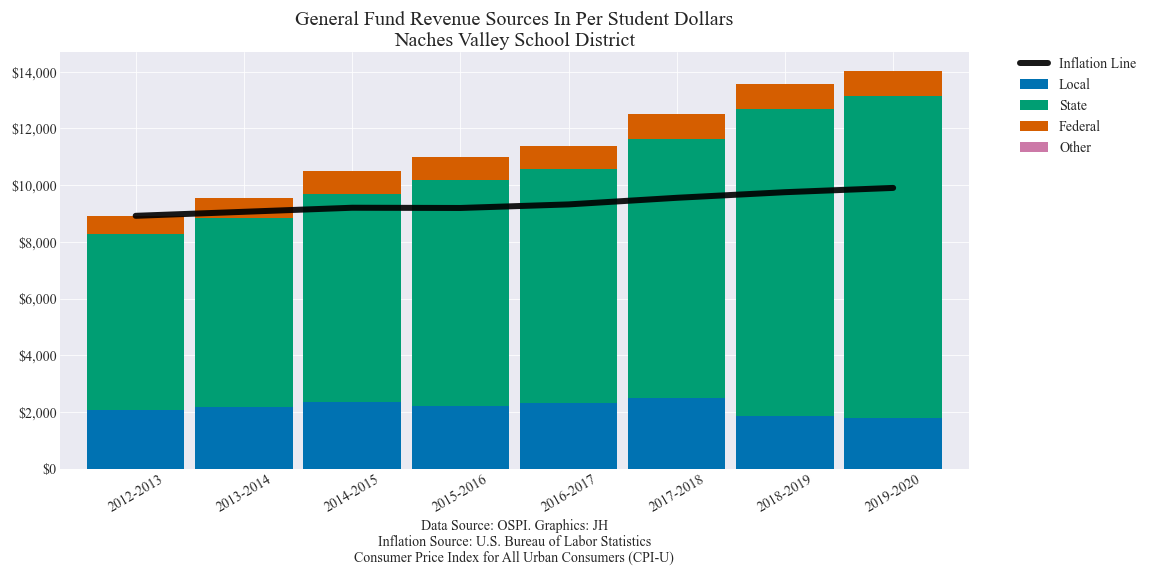 General Fund Revenue Sources In Per Student Dollars
Naches Valley School District
Inflation Line
Local
State
Federal
Other
$14,000
$12,000
$10,000
$8,000
$6,000
$4,000
$2,000
$0
2012-2013
2013-2014
2014-2015
2015-2016
2016-2017
2017-2018
2018-2019
2019-2020
Data Source: OSPI. Graphics: JH
Inflation Source: U.S. Bureau of Labor Statistics
Consumer Price Index for All Urban Consumers (CPI-U)